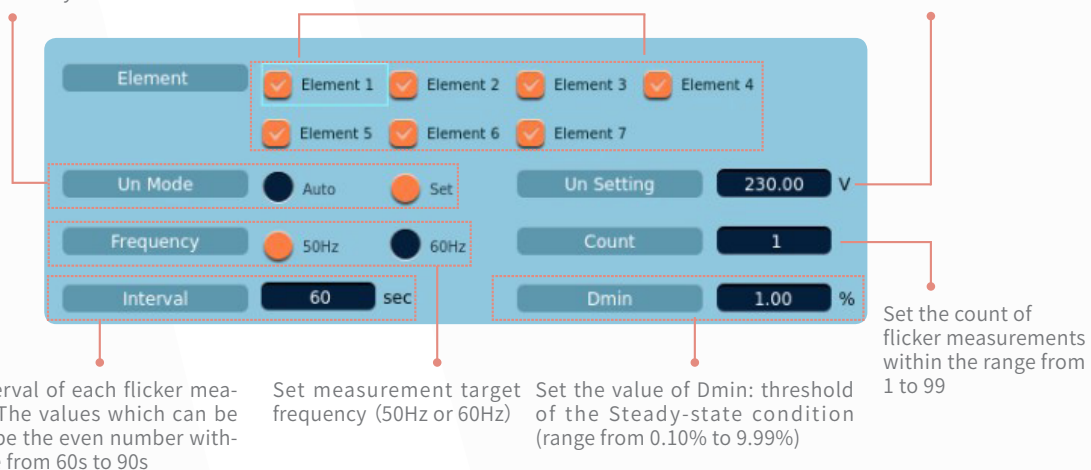 Element
Element 1
Element 2
Element 3
Element 4
Element 5
Element 6
Element 7
Un Mode
Auto
Set
Un Setting
230.00
V
Frequency
50Hz
60Hz
Count
1
Interval
60
sec
Dmin
1.00
%
Set the count of
flicker measurements
within the range from
1 to 99
erval of each flicker mea-
The values which can be
be the even number with-
from 60s to 90s
Set measurement target
frequency（50Hz or 60Hz）
Set the value of Dmin: threshold
of the Steady-state condition
(range from 0.10% to 9.99%)